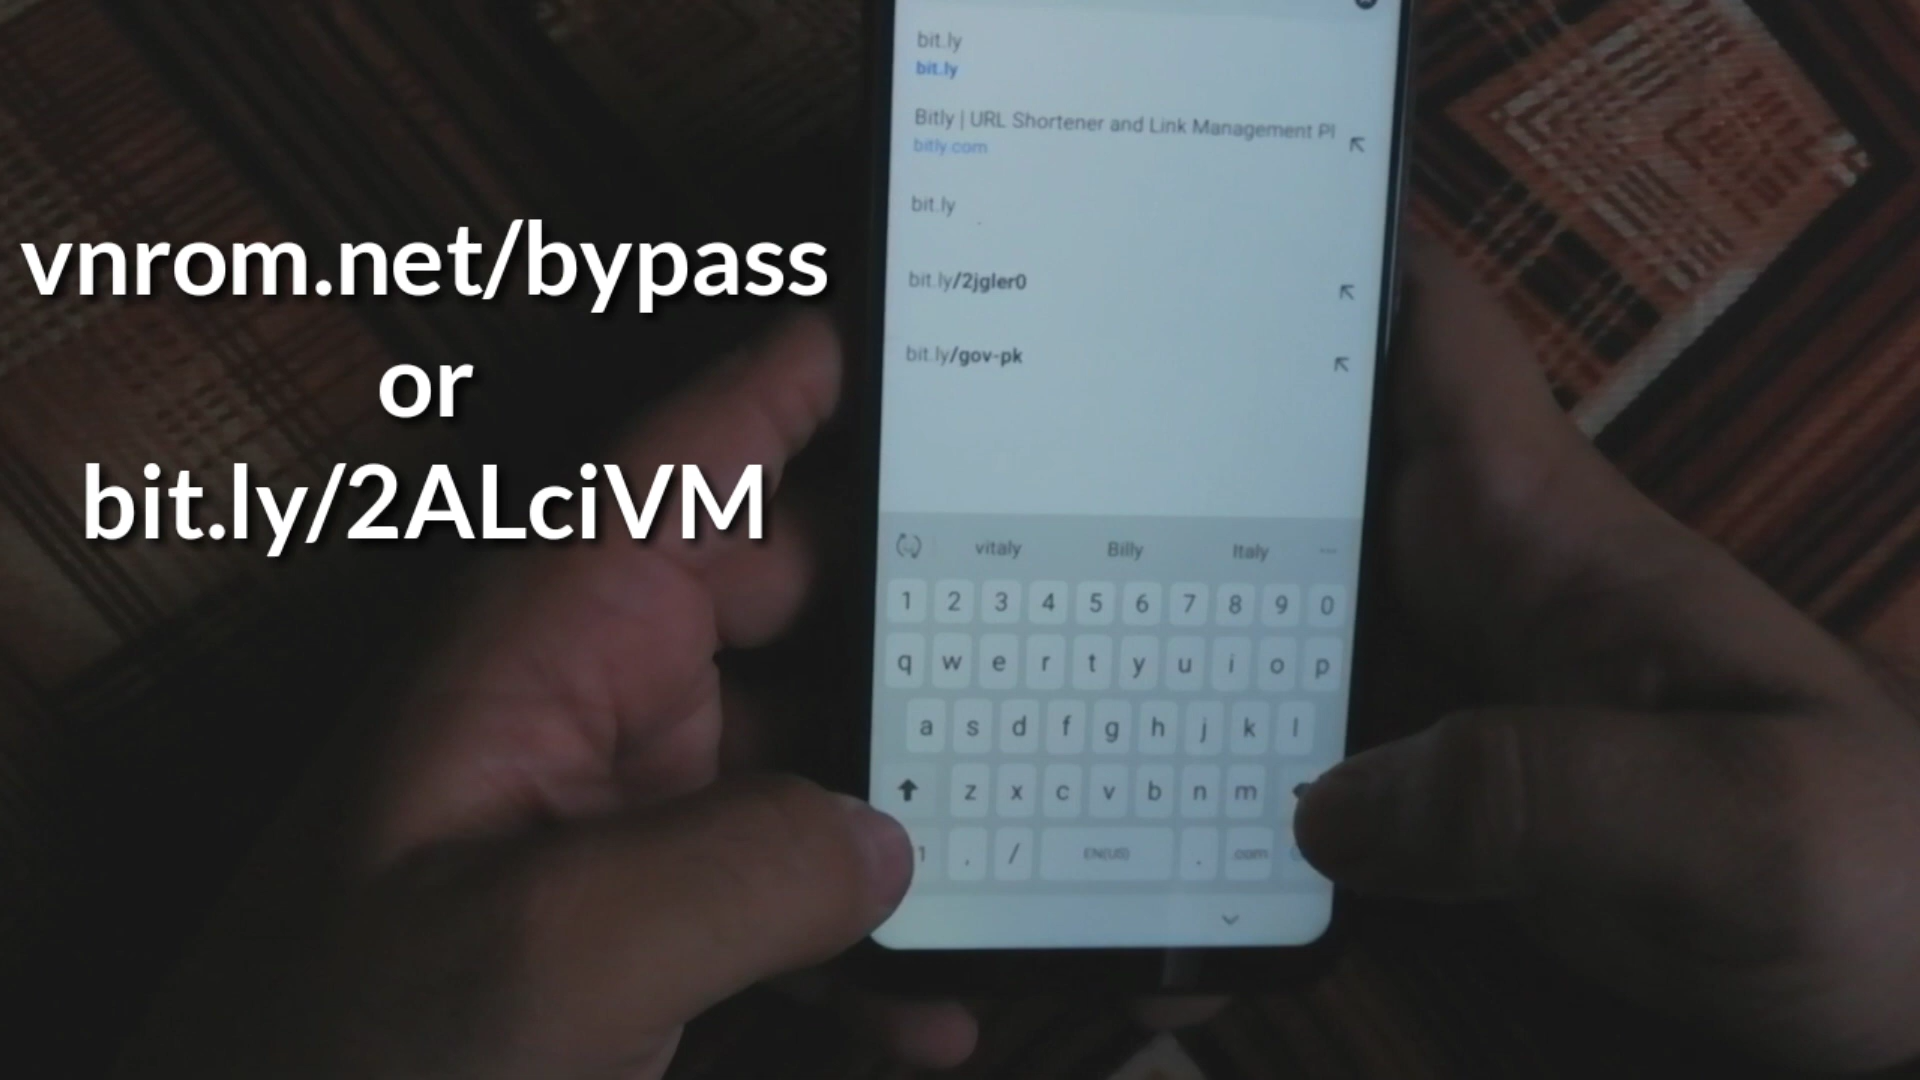 vnrom.net/bypass
or
bit.ly/2ALciVM
bit.ly
bit.ly
Bitly | URL Shortener and Link Management Pl
bitly.com
bit.ly
bit.ly/2jgler0
bit.ly/gov-pk
vitaly Billy Italy ...
1 2 3 4 5 6 7 8 9 0
q w e r t y u i o p
a s d f g h j k l
z x c v b n m
, / EN(US) . .com